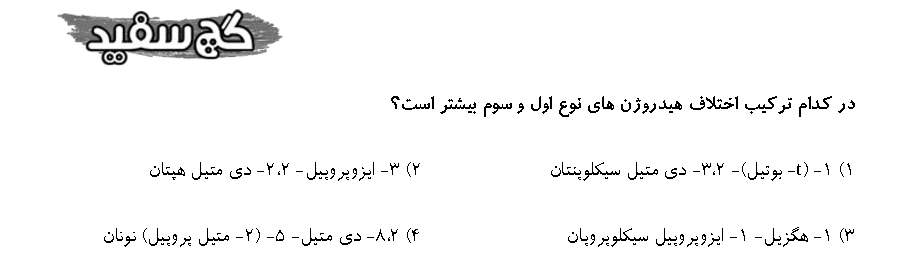 گچ سفید
در کدام ترکیب اختلاف هیدروژن های نوع اول و سوم بیشتر است؟
۱) ۱- (t- بوتیل)- ۳،۲- دی متیل سیکلوپنتان ۲) ۳- ایزوپروپیل- ۲،۲- دی متیل هپتان
۳) ۱- هگزیل- ۱- ایزوپروپیل سیکلوپروپان ۴) ۸،۲- دی متیل- ۵- (۲- متیل پروپیل) نونان